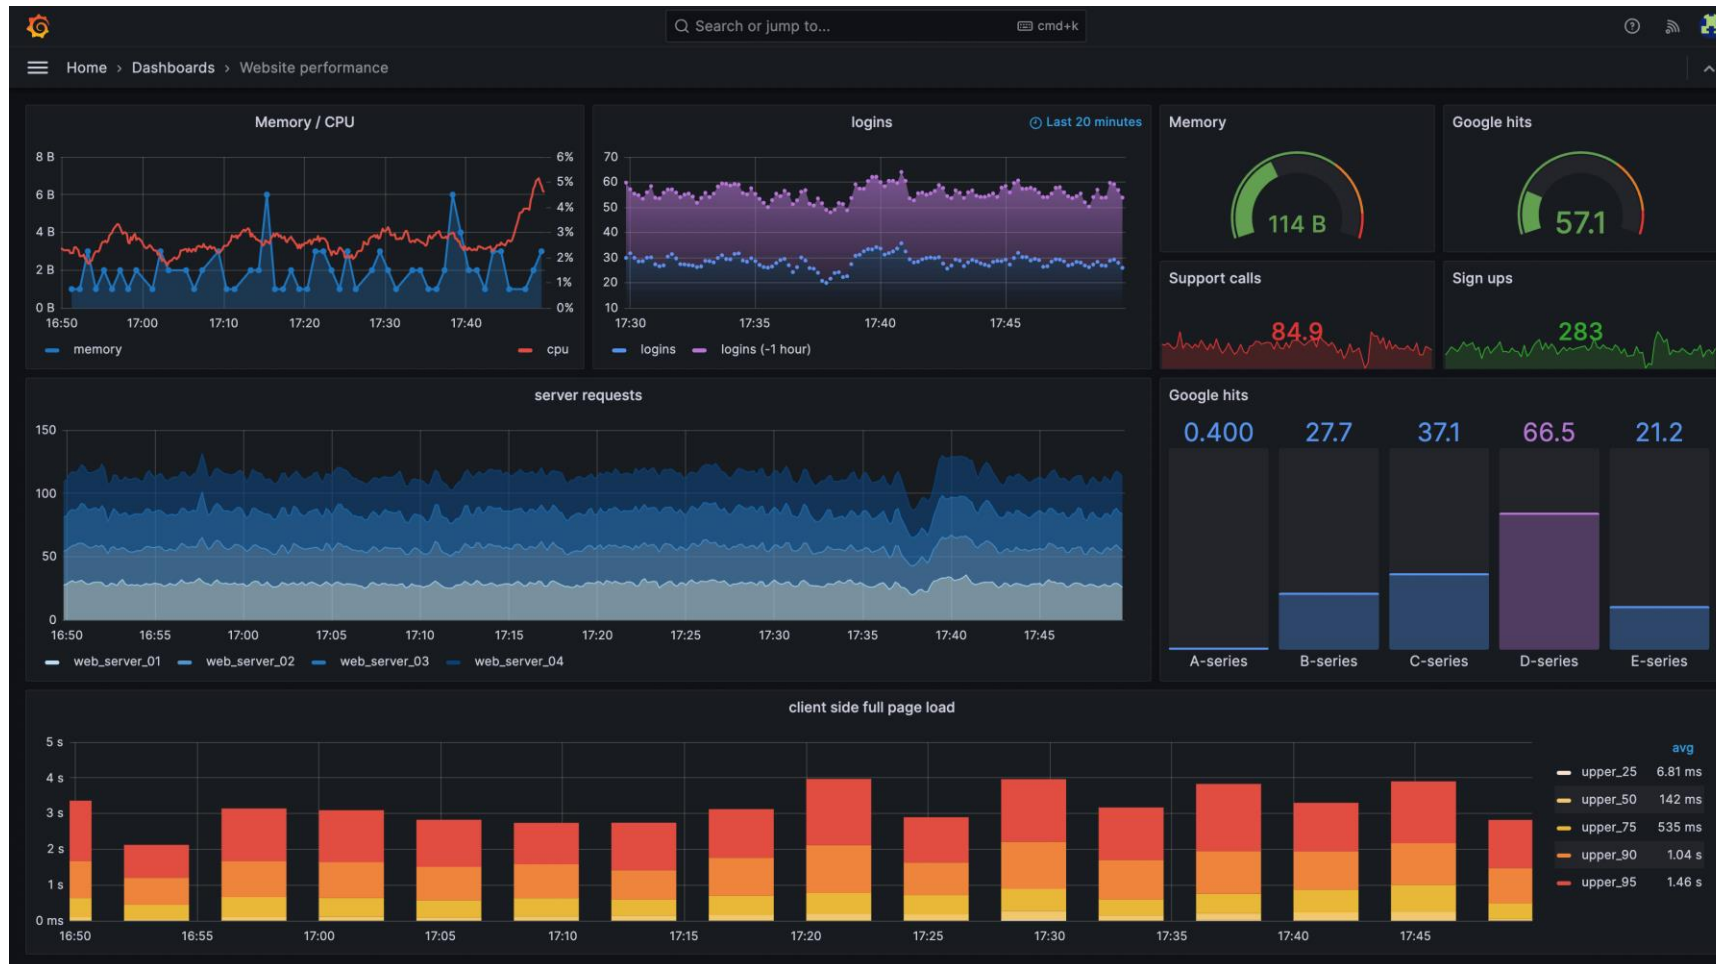 Search or jump to... cmd+k
Home › Dashboards › Website performance
Memory / CPU
8 B
6 B
4 B
2 B
0 B
6%
5%
4%
3%
2%
1%
0%
16:50 17:00 17:10 17:20 17:30 17:40
memory cpu
logins
Last 20 minutes
70
60
50
40
30
20
10
17:30 17:35 17:40 17:45
logins logins (-1 hour)
Memory
114 B
Google hits
57.1
Support calls
84.9
Sign ups
283
server requests
150
100
50
0
16:50 16:55 17:00 17:05 17:10 17:15 17:20 17:25 17:30 17:35 17:40 17:45
web_server_01 web_server_02 web_server_03 web_server_04
Google hits
0.400 27.7 37.1 66.5 21.2
A-series B-series C-series D-series E-series
client side full page load
5 s
4 s
3 s
2 s
1 s
0 ms
16:50 16:55 17:00 17:05 17:10 17:15 17:20 17:25 17:30 17:35 17:40 17:45
avg
upper_25 6.81 ms
upper_50 142 ms
upper_75 535 ms
upper_90 1.04 s
upper_95 1.46 s